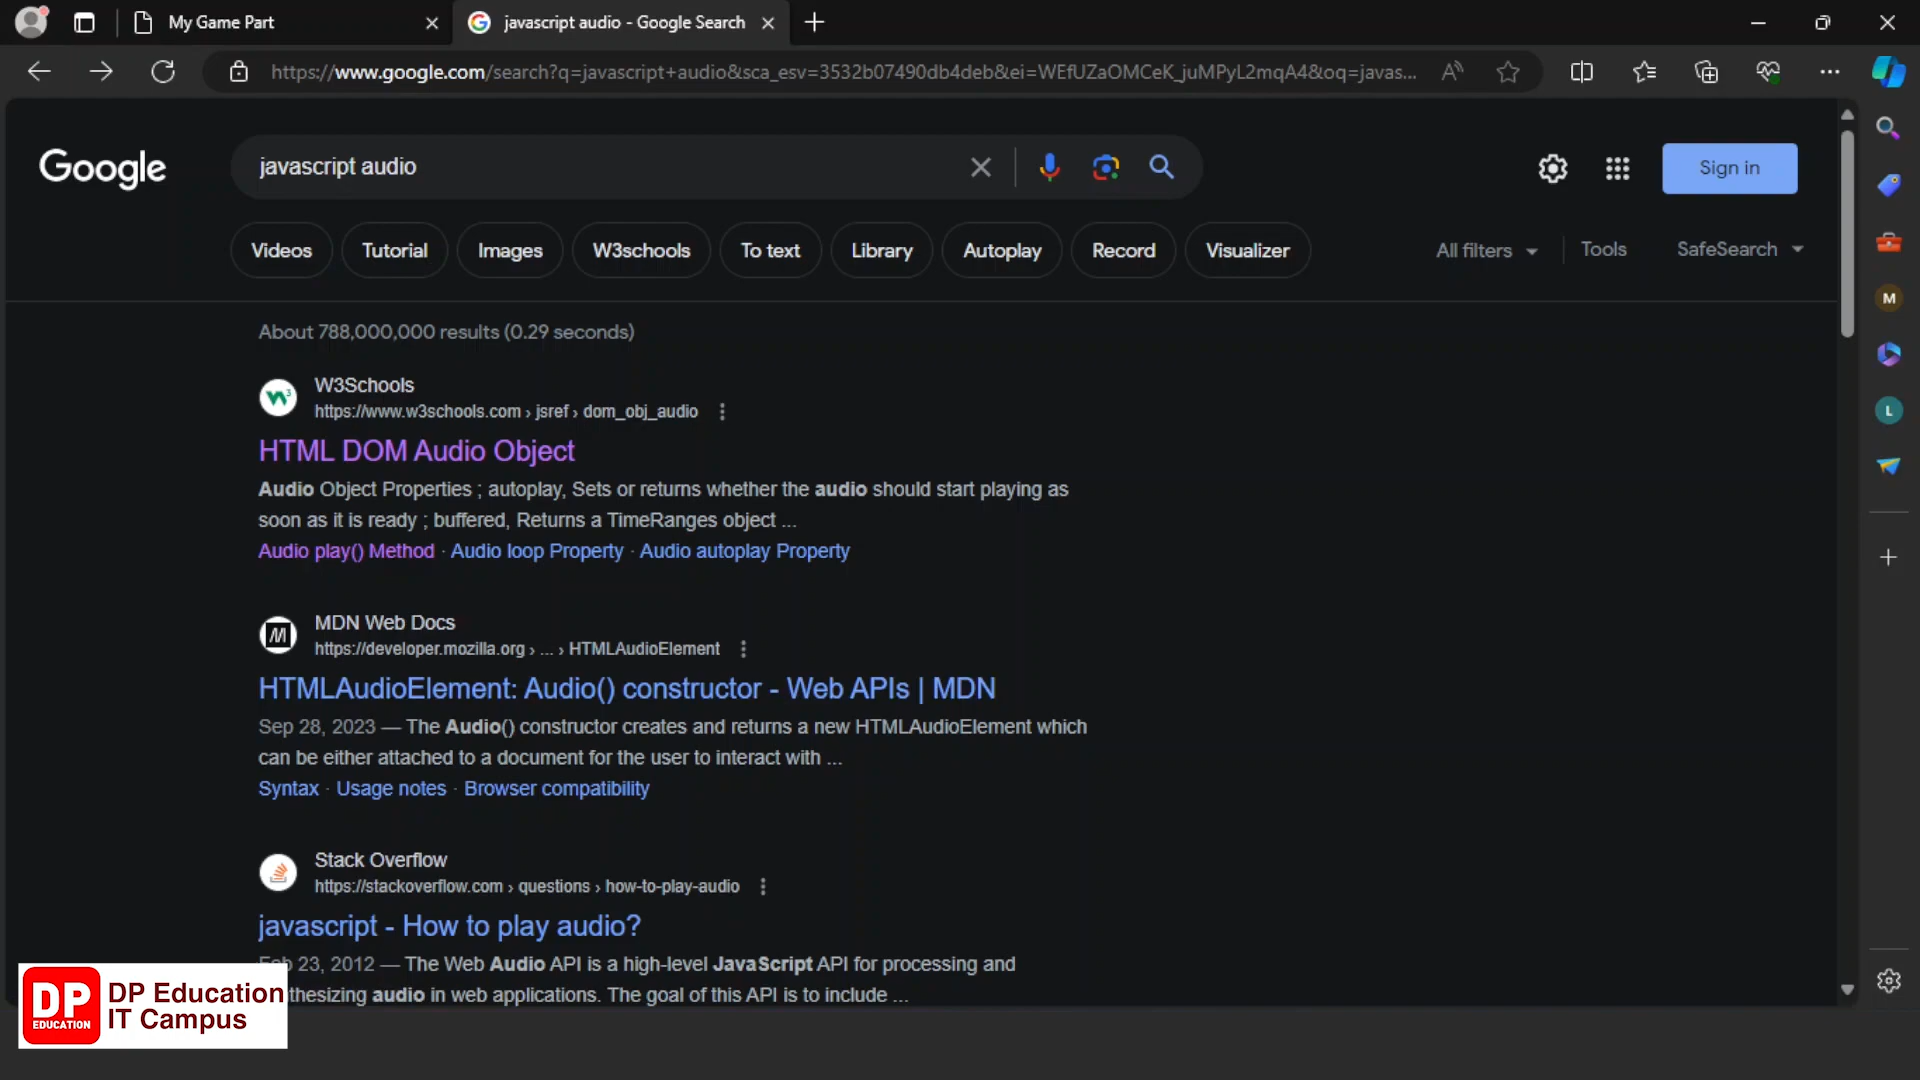 My Game Part
javascript audio - Google Search
https://www.google.com/search?q=javascript+audio&sca_esv=3532b07490db4deb&ei=WEfUZaOMCeK_juMPyL2mqA4&oq=javas...
Google
javascript audio
Sign in
Videos
Tutorial
Images
W3schools
To text
Library
Autoplay
Record
Visualizer
All filters
Tools
SafeSearch
About 788,000,000 results (0.29 seconds)
W3Schools
https://www.w3schools.com › jsref › dom_obj_audio
HTML DOM Audio Object
Audio Object Properties ; autoplay, Sets or returns whether the audio should start playing as
soon as it is ready ; buffered, Returns a TimeRanges object ...
Audio play() Method · Audio loop Property · Audio autoplay Property
MDN Web Docs
https://developer.mozilla.org › ... › HTMLAudioElement
HTMLAudioElement: Audio() constructor - Web APIs | MDN
Sep 28, 2023 — The Audio() constructor creates and returns a new HTMLAudioElement which
can be either attached to a document for the user to interact with ...
Syntax · Usage notes · Browser compatibility
Stack Overflow
https://stackoverflow.com › questions › how-to-play-audio
javascript - How to play audio?
Feb 23, 2012 — The Web Audio API is a high-level JavaScript API for processing and
thesizing audio in web applications. The goal of this API is to include ...
M
L
DP
EDUCATION
DP Education
IT Campus